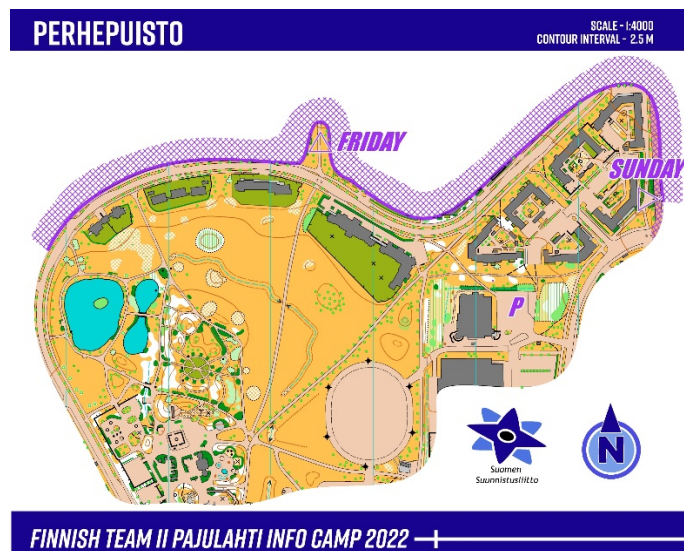 PERHEPUISTO
SCALE - 1:4000
CONTOUR INTERVAL - 2.5 M
FRIDAY
SUNDAY
P
Suomen
Suunnistusliitto
N
FINNISH TEAM II PAJULAHTI INFO CAMP 2022